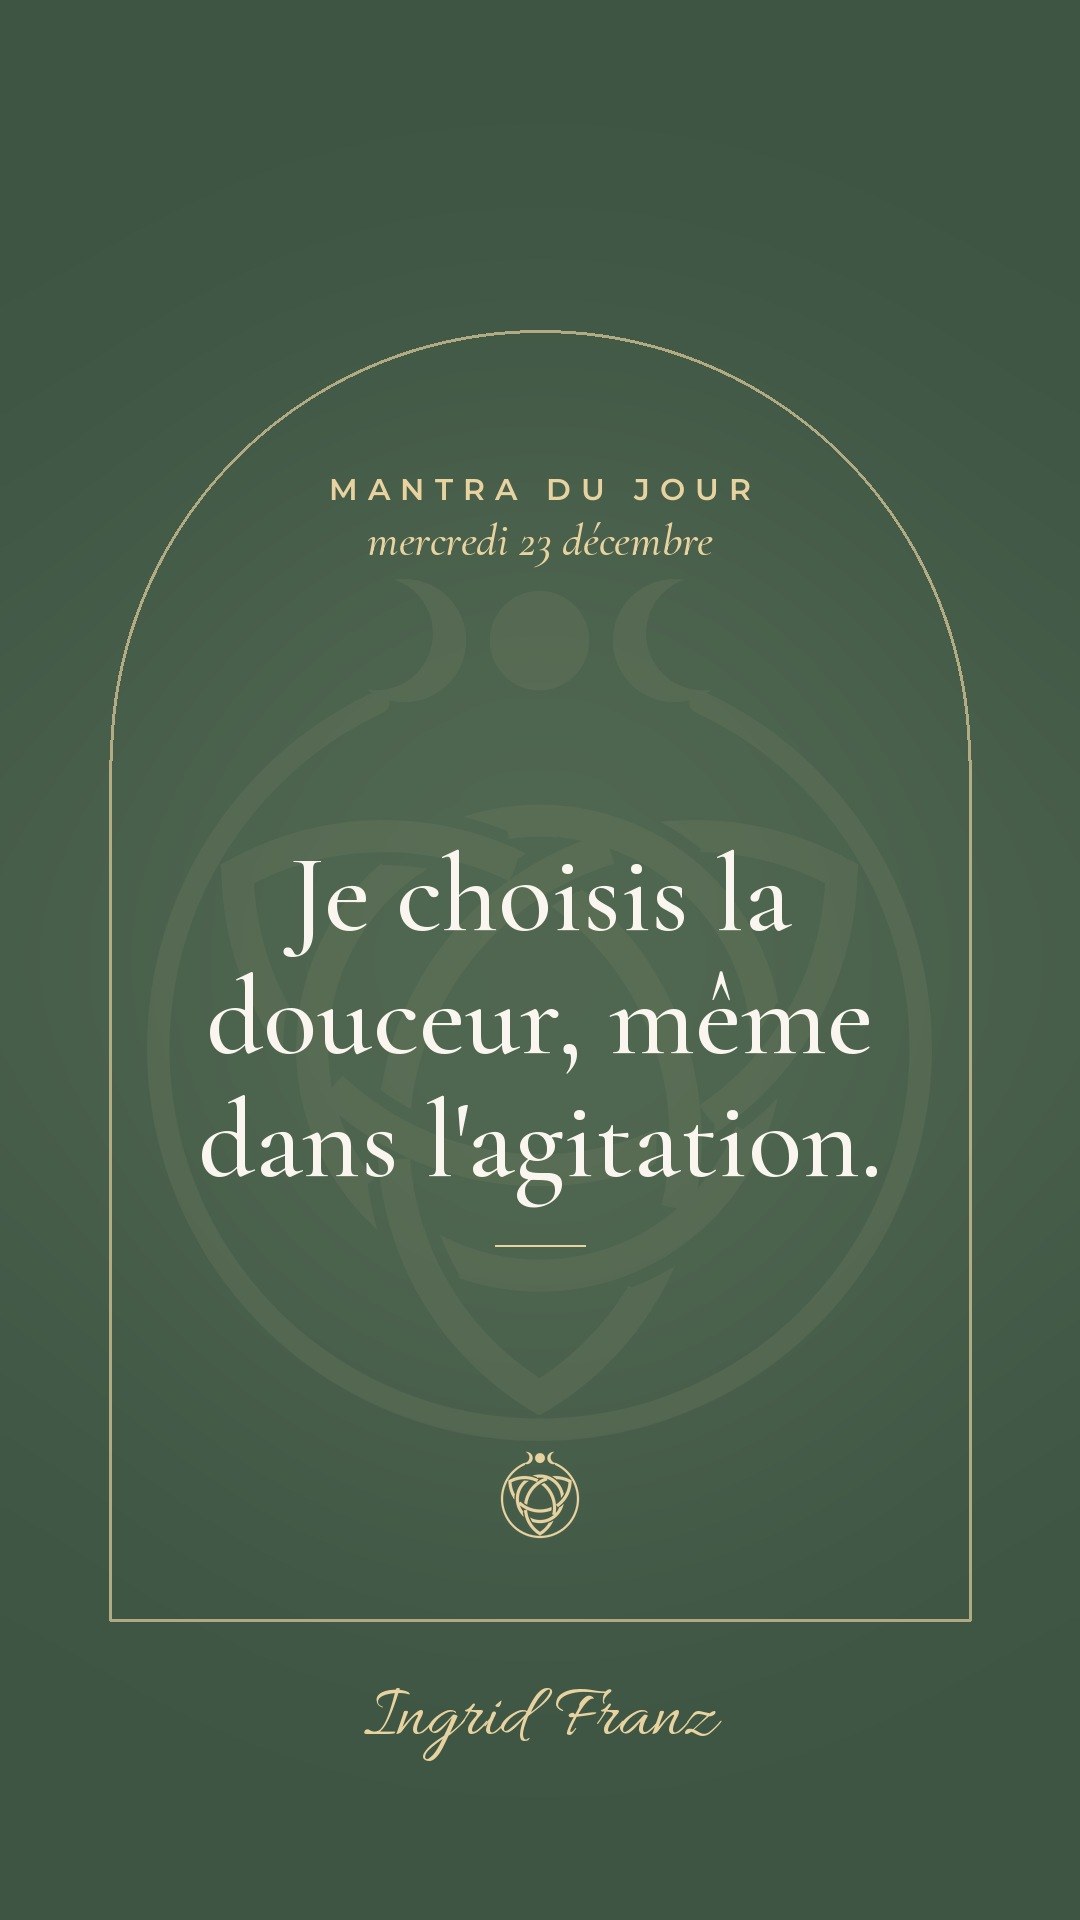 MANTRA DU JOUR
mercredi 23 décembre
Je choisis la
douceur, même
dans l'agitation.
Ingrid Franz